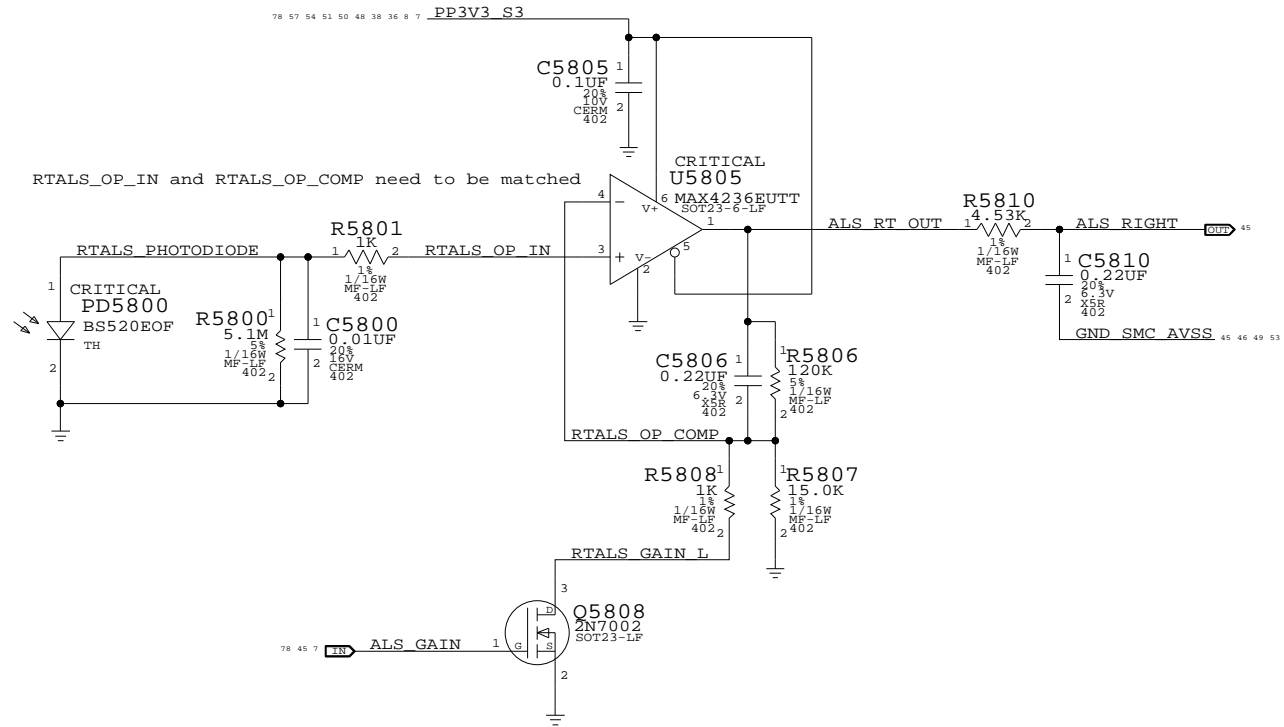 78 57 54 51 50 48 38 36 8 7 PP3V3_S3
C5805
0.1UF
20%
10V
CERM
402
1
2
RTALS_OP_IN and RTALS_OP_COMP need to be matched
CRITICAL
U5805
MAX4236EUTT
SOT23-6-LF
4
3
6
V+
V-
2
1
5
RTALS_PHOTODIODE
R5801
1K
1 2
1%
1/16W
MF-LF
402
RTALS_OP_IN
ALS_RT_OUT
R5810
4.53K
1 2
1%
1/16W
MF-LF
402
ALS_RIGHT
OUT 45
C5810
0.22UF
20%
6.3V
X5R
402
1
2
GND_SMC_AVSS 45 46 49 53
1
CRITICAL
PD5800
BS520EOF
TH
2
R5800
5.1M
5%
1/16W
MF-LF
402
1
2
C5800
0.01UF
20%
16V
CERM
402
1
2
C5806
0.22UF
20%
6.3V
X5R
402
1
2
R5806
120K
5%
1/16W
MF-LF
402
1
2
RTALS_OP_COMP
R5808
1K
1%
1/16W
MF-LF
402
1
2
R5807
15.0K
1%
1/16W
MF-LF
402
1
2
RTALS_GAIN_L
3
Q5808
2N7002
SOT23-LF
D
G
S
1
2
78 45 7 IN ALS_GAIN